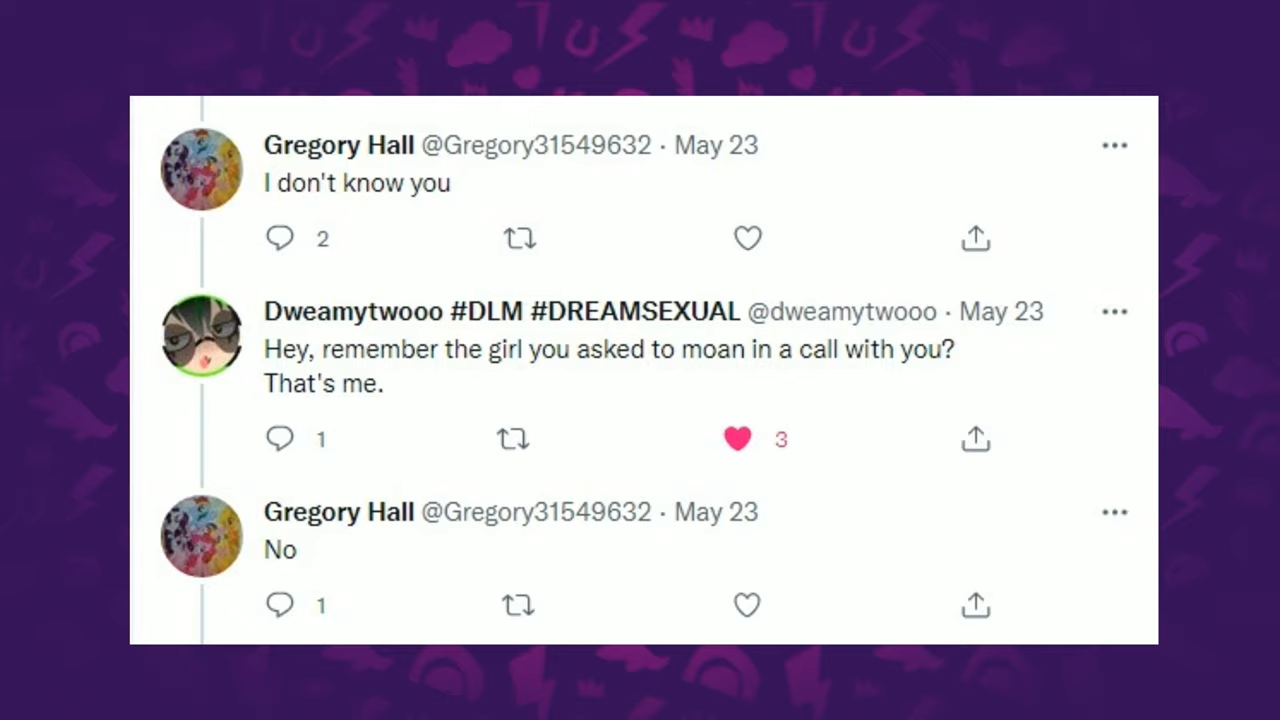 Gregory Hall @Gregory31549632 · May 23
I don't know you
2
Dweamytwooo #DLM #DREAMSEXUAL @dweamytwooo · May 23
Hey, remember the girl you asked to moan in a call with you?
That's me.
1 3
Gregory Hall @Gregory31549632 · May 23
No
1